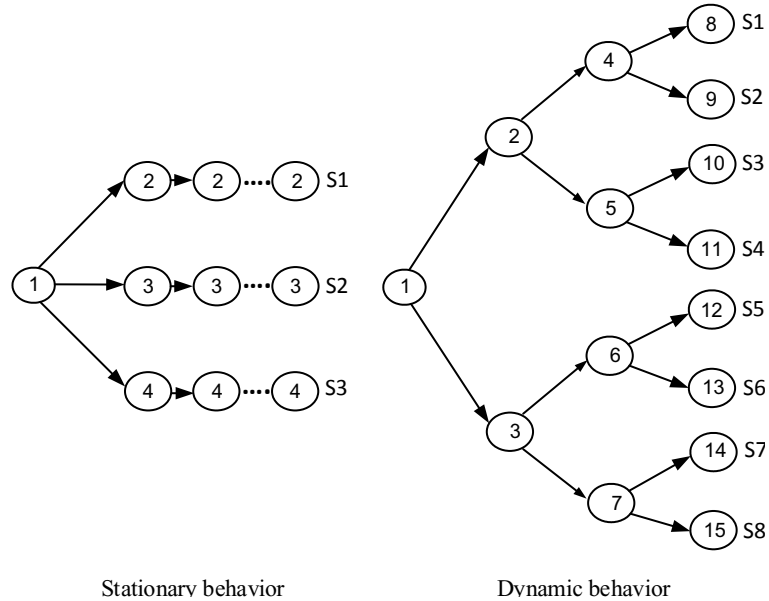 8 S1
4
9 S2
2
10 S3
2 2 .... 2 S1
5
11 S4
1 3 3 .... 3 S2
1
12 S5
6
4 4 .... 4 S3
13 S6
3
14 S7
7
15 S8
Stationary behavior
Dynamic behavior